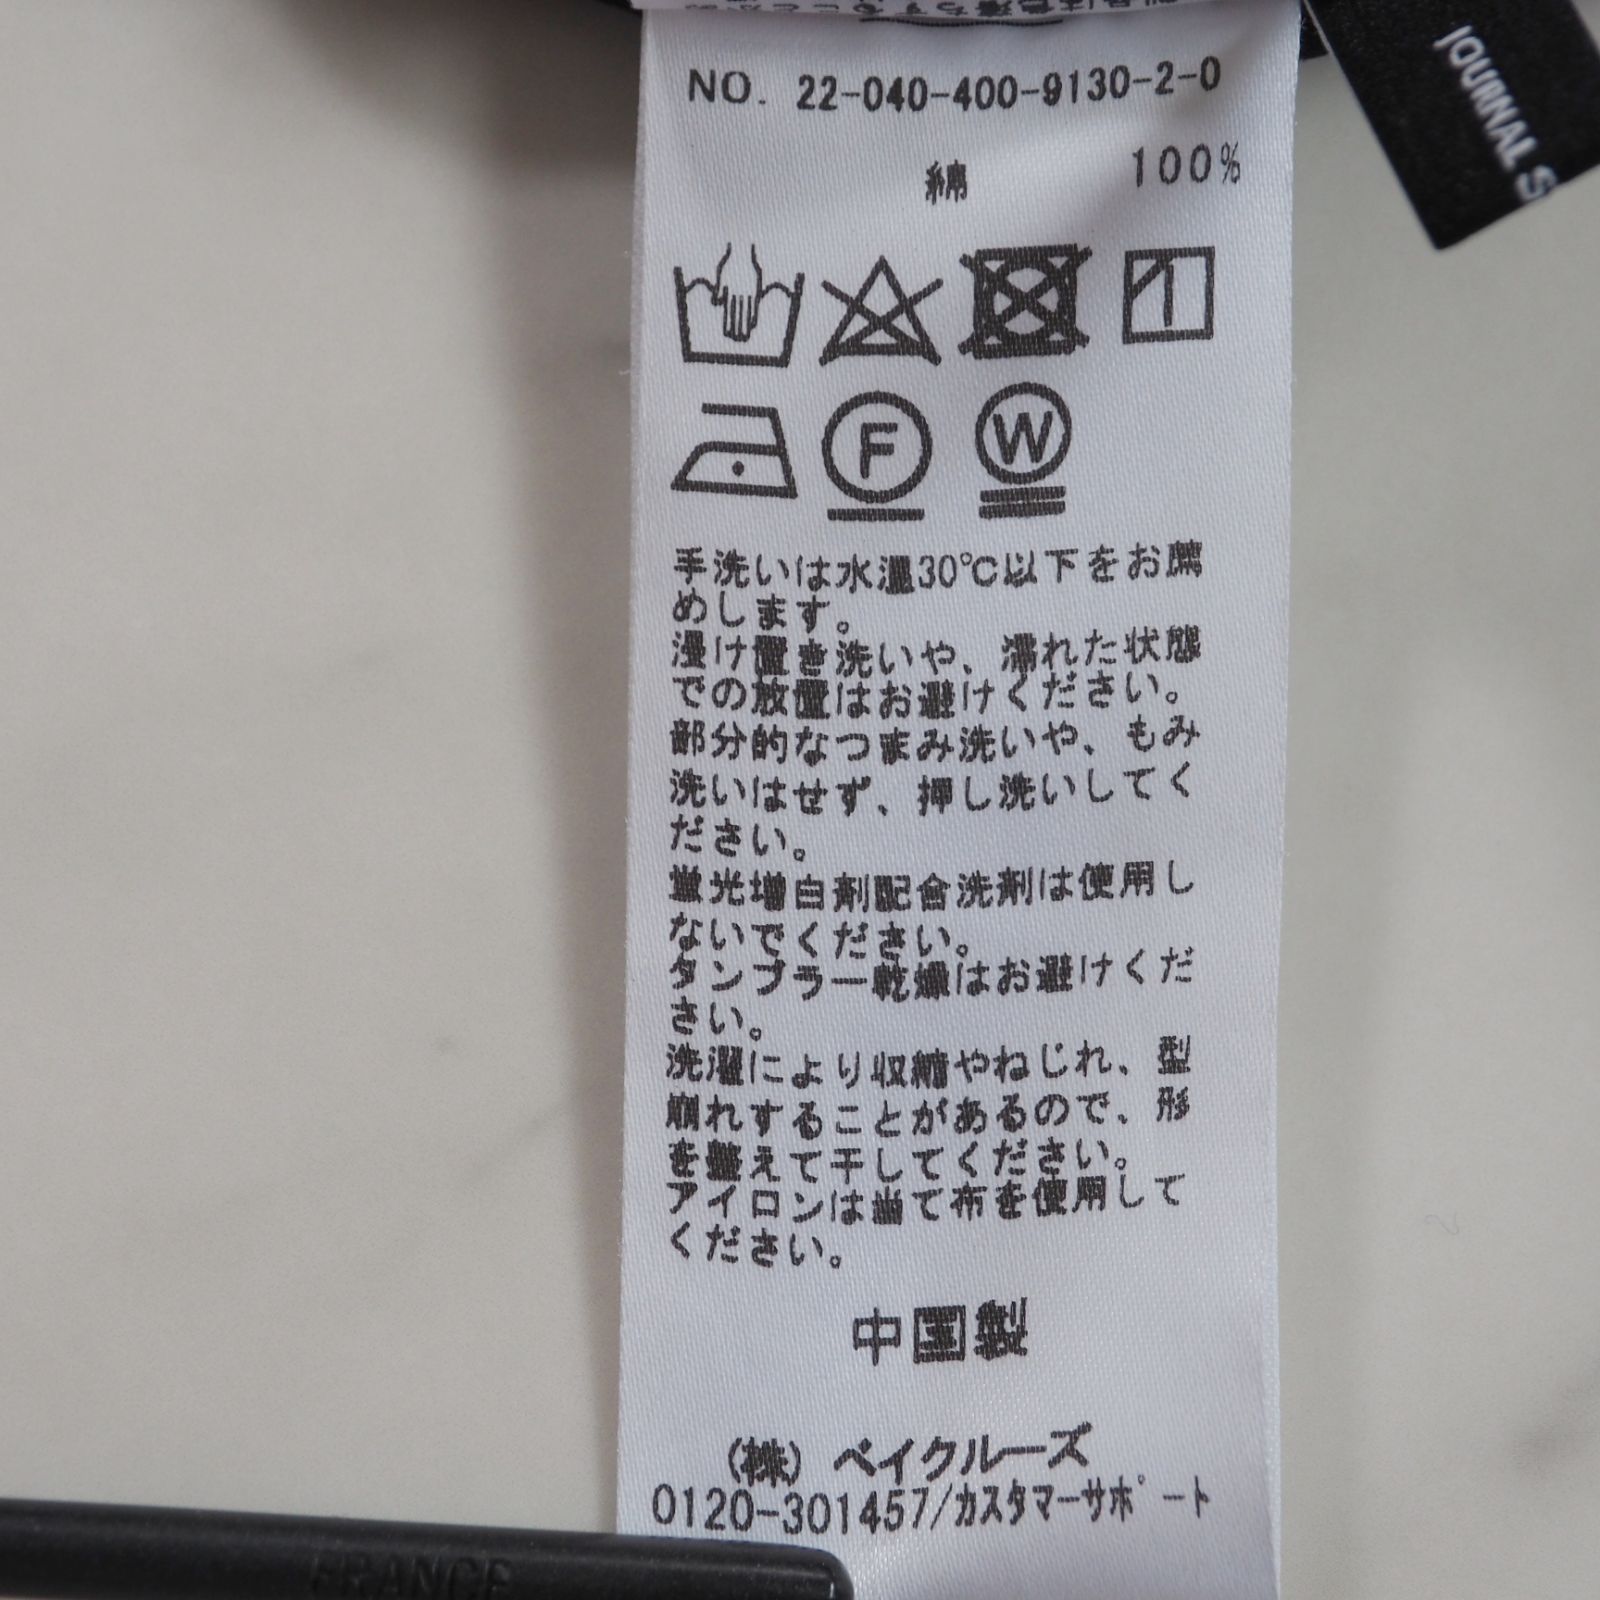 JOURNAL S
NO. 22-040-400-9130-2-0
綿 100%
F
W
手洗いは水温30℃以下をお薦
めします。
浸け置き洗いや、濡れた状態
での放置はお避けください。
部分的なつまみ洗いや、もみ
洗いはせず、押し洗いしてく
ださい。
蛍光増白剤配合洗剤は使用し
ないでください。
タンブラー乾燥はお避けくだ
さい。
洗濯により収縮やねじれ、型
崩れすることがあるので、形
を整えて干してください。
アイロンは当て布を使用して
ください。
中国製
(株) ベイクルーズ
0120-301457/カスタマーサポート
FRANCE